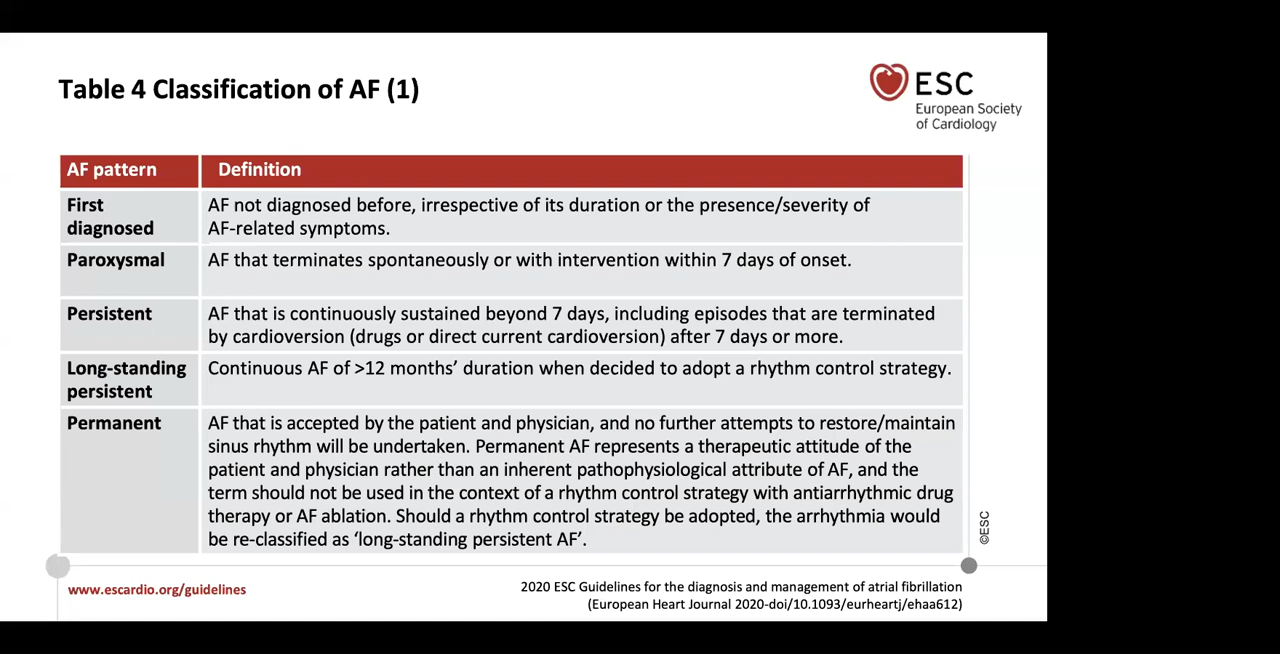 Table 4 Classification of AF (1)
ESC
European Society
of Cardiology
AF pattern
Definition
First
diagnosed
AF not diagnosed before, irrespective of its duration or the presence/severity of
AF-related symptoms.
Paroxysmal
AF that terminates spontaneously or with intervention within 7 days of onset.
Persistent
AF that is continuously sustained beyond 7 days, including episodes that are terminated
by cardioversion (drugs or direct current cardioversion) after 7 days or more.
Long-standing
persistent
Continuous AF of >12 months’ duration when decided to adopt a rhythm control strategy.
Permanent
AF that is accepted by the patient and physician, and no further attempts to restore/maintain
sinus rhythm will be undertaken. Permanent AF represents a therapeutic attitude of the
patient and physician rather than an inherent pathophysiological attribute of AF, and the
term should not be used in the context of a rhythm control strategy with antiarrhythmic drug
therapy or AF ablation. Should a rhythm control strategy be adopted, the arrhythmia would
be re-classified as ‘long-standing persistent AF’.
©ESC
www.escardio.org/guidelines
2020 ESC Guidelines for the diagnosis and management of atrial fibrillation
(European Heart Journal 2020-doi/10.1093/eurheartj/ehaa612)